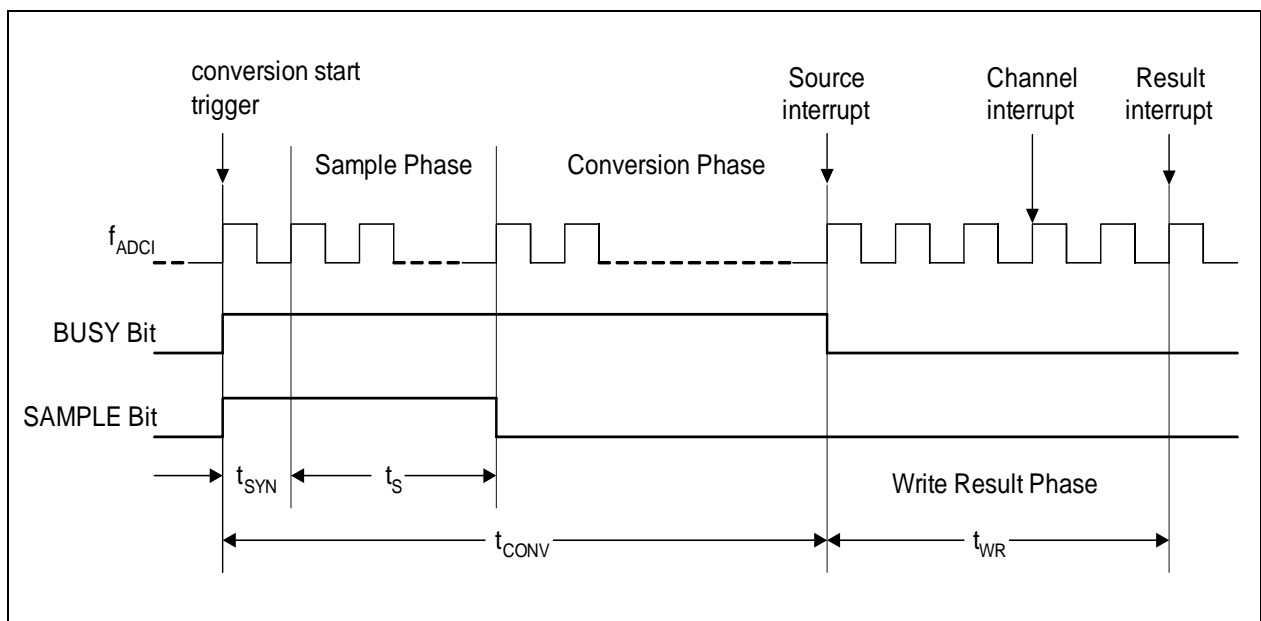 conversion start
trigger
Source
interrupt
Channel
interrupt
Result
interrupt
Sample Phase
Conversion Phase
fADCI
BUSY Bit
SAMPLE Bit
tSYN
tS
Write Result Phase
tCONV
tWR